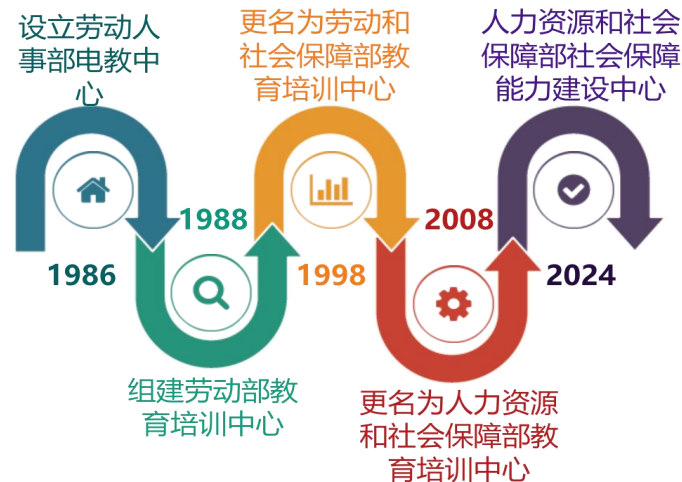 设立劳动人
事部电教中
心
1986
1988
组建劳动部教
育培训中心
更名为劳动和
社会保障部教
育培训中心
1998
2008
更名为人力资源
和社会保障部教
育培训中心
人力资源和社会
保障部社会保障
能力建设中心
2024